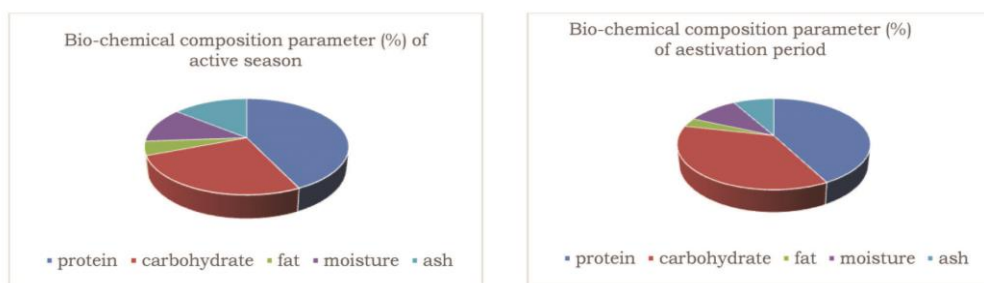 Bio-chemical composition parameter (%) of
active season
protein carbohydrate fat moisture ash
Bio-chemical composition parameter (%)
of aestivation period
protein carbohydrate fat moisture ash